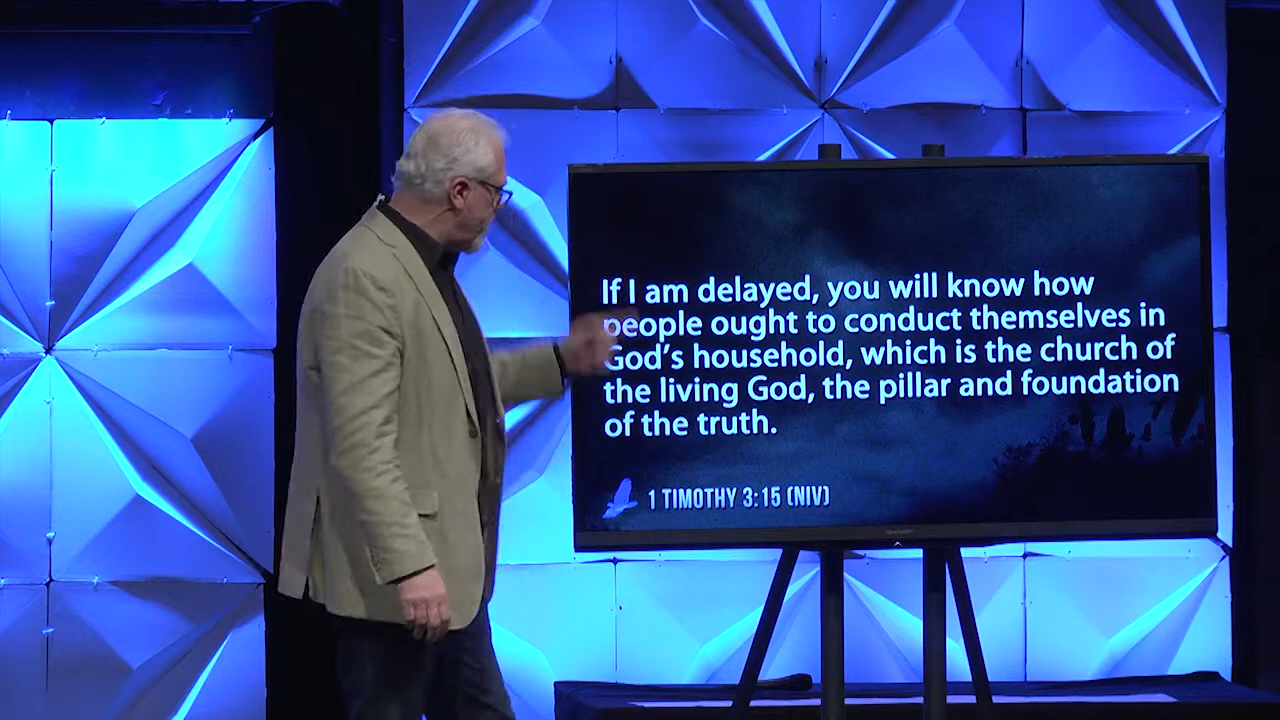 If I am delayed, you will know how
people ought to conduct themselves in
God's household, which is the church of
the living God, the pillar and foundation
of the truth.
1 TIMOTHY 3:15 (NIV)